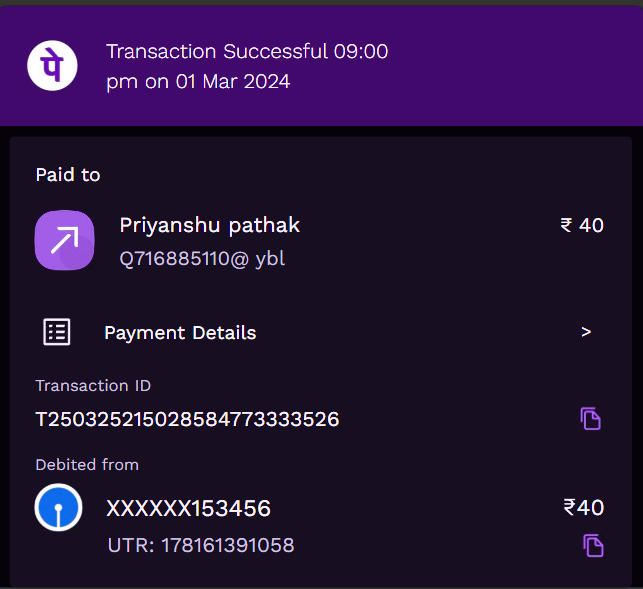 पे
Transaction Successful 09:00
pm on 01 Mar 2024
Paid to
Priyanshu pathak
₹ 40
Q716885110@ ybl
Payment Details
>
Transaction ID
T250325215028584773333526
Debited from
XXXXXX153456
₹40
UTR: 178161391058